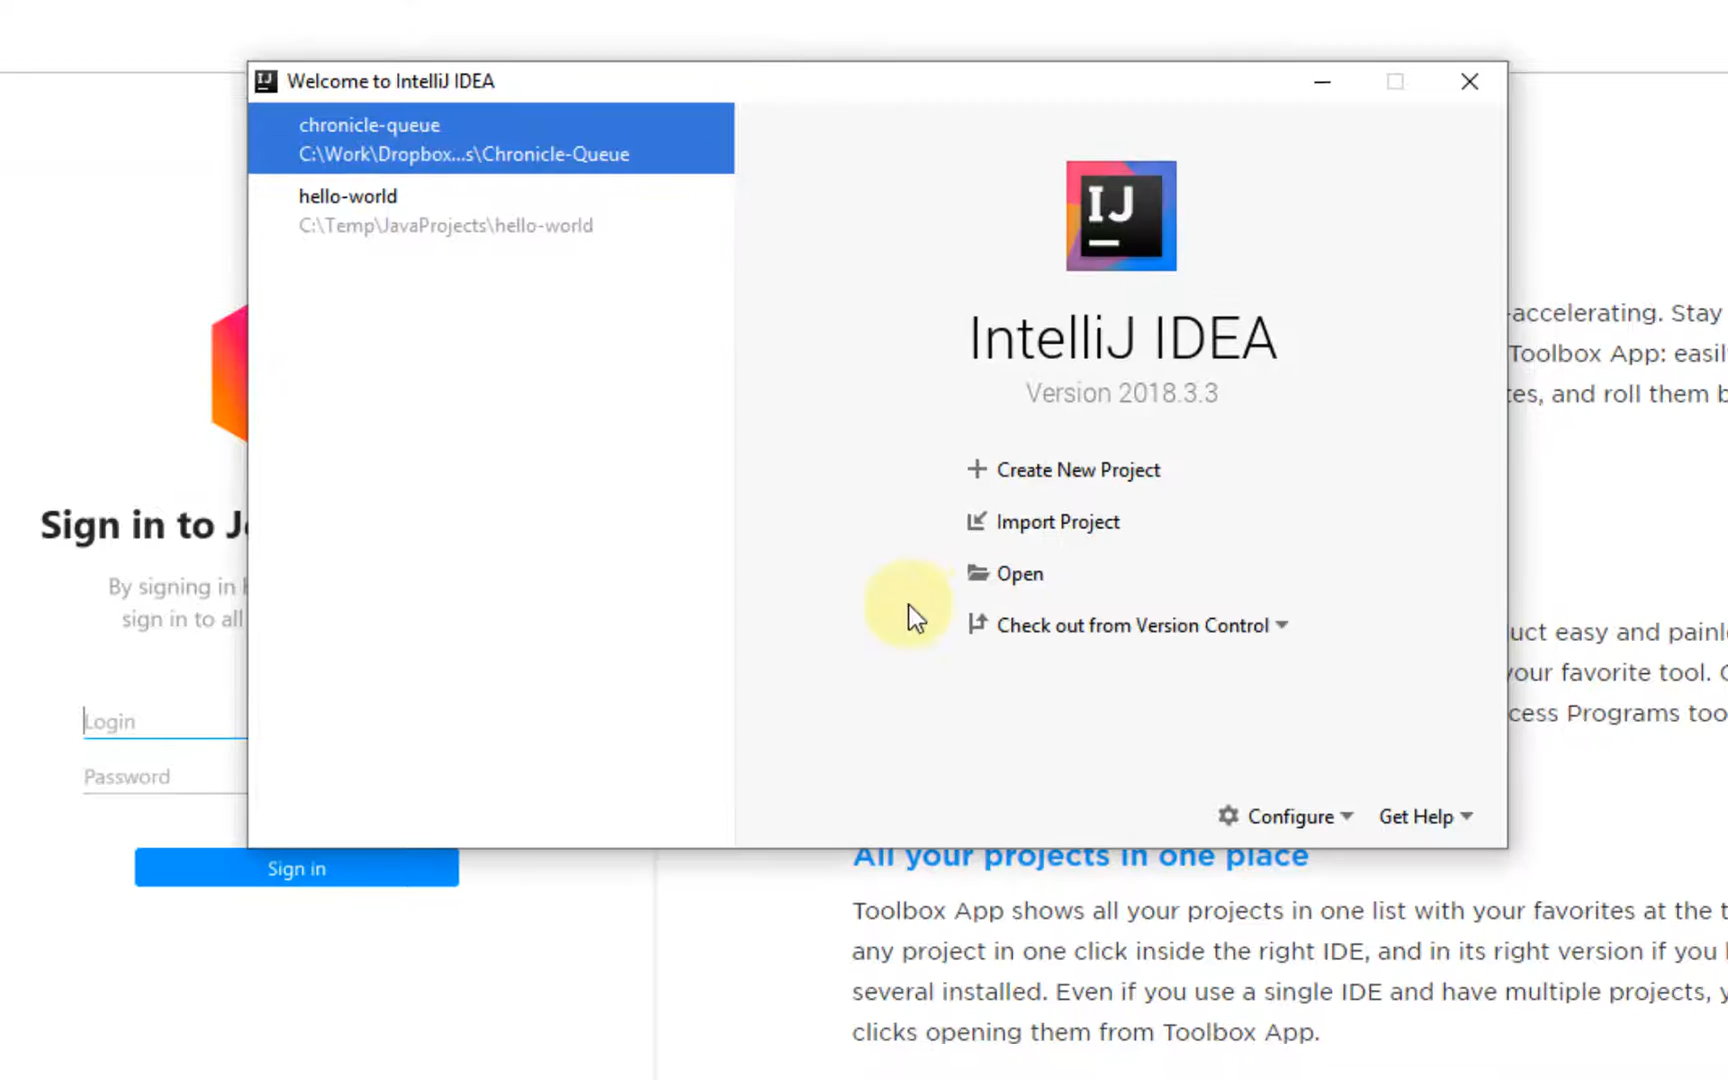 Welcome to IntelliJ IDEA
chronicle-queue
C:\Work\Dropbox...s\Chronicle-Queue
hello-world
C:\Temp\JavaProjects\hello-world
IJ
IntelliJ IDEA
Version 2018.3.3
Create New Project
Import Project
Open
Check out from Version Control
Configure
Get Help
Sign in to J
By signing in
sign in to all
Login
Password
Sign in
-accelerating. Stay
Toolbox App: easil
es, and roll them b
uct easy and painl
your favorite tool.
cess Programs too
All your projects in one place
Toolbox App shows all your projects in one list with your favorites at the t
any project in one click inside the right IDE, and in its right version if you
several installed. Even if you use a single IDE and have multiple projects,
clicks opening them from Toolbox App.